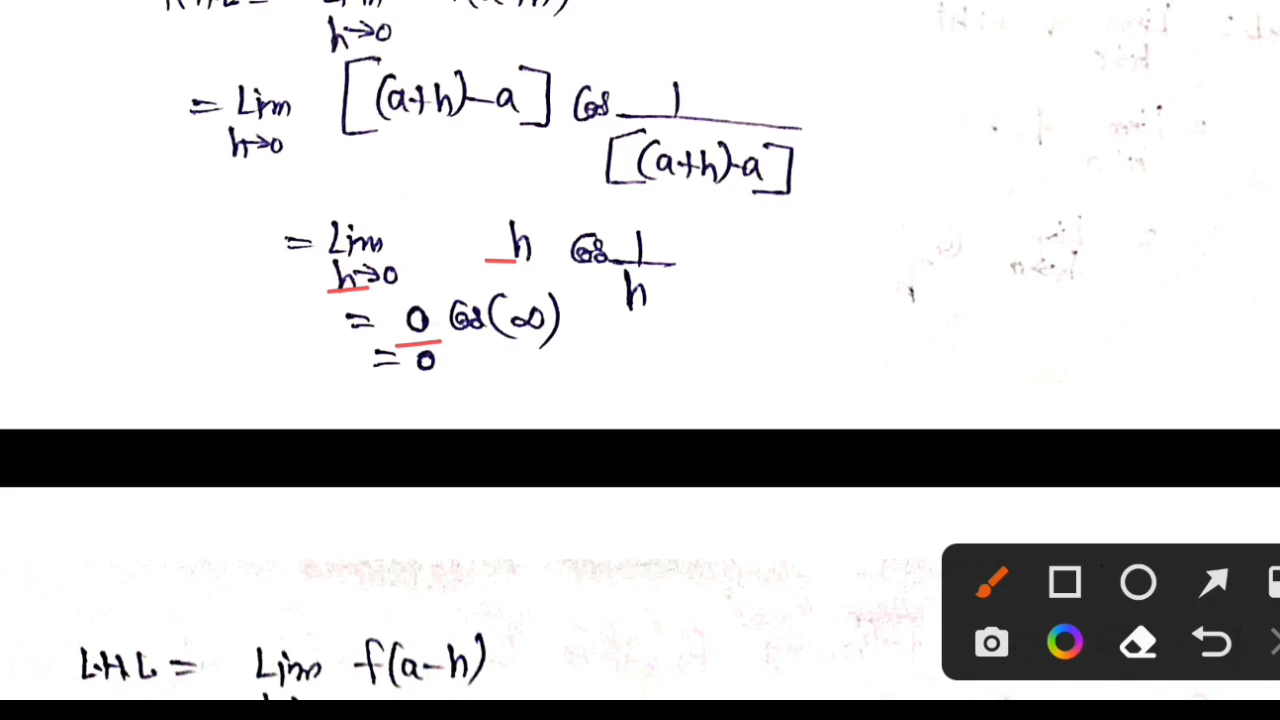 h→0
= Lim [(a+h)-a] Cos 1/[(a+h)-a]
h→0
= Lim h Cos 1/h
h→0
= 0 Cos(∞)
= 0
LHL = Lim f(a-h)